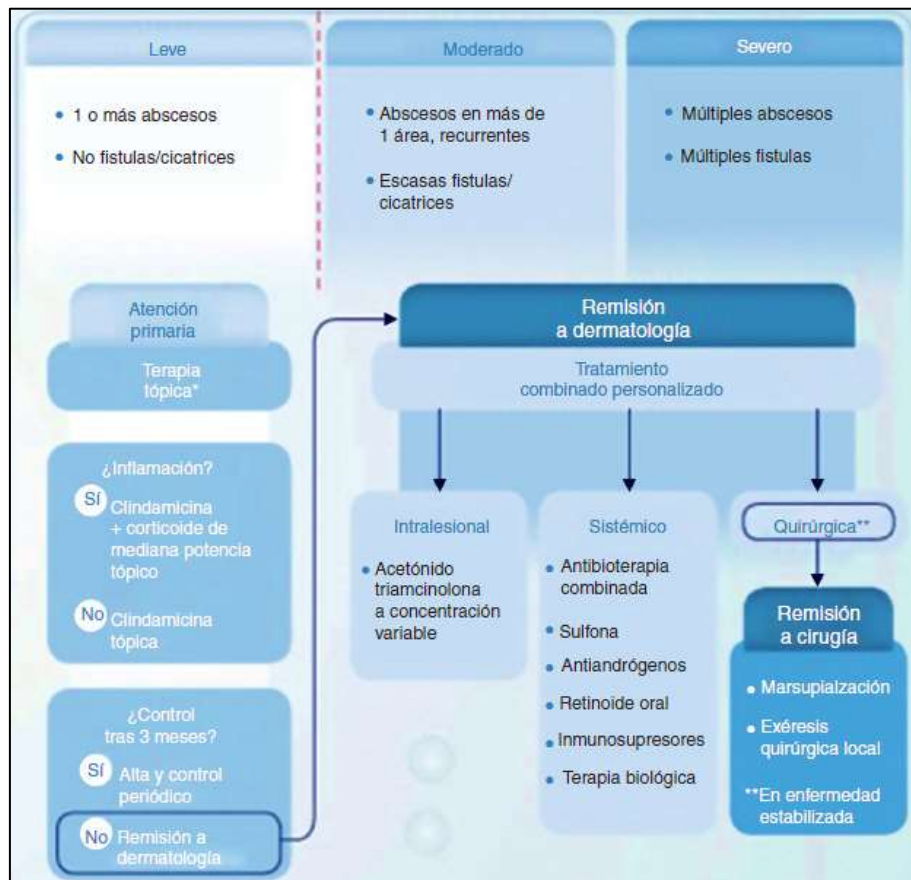 Leve
• 1 o más abscesos
• No fistulas/cicatrices
Moderado
• Abscesos en más de
1 área, recurrentes
• Escasas fistulas/
cicatrices
Severo
• Múltiples abscesos
• Múltiples fistulas
Atención
primaria
Terapia
tópica*
¿Inflamación?
Sí Clindamicina
+ corticoide de
mediana potencia
tópico
No Clindamicina
tópica
¿Control
tras 3 meses?
Sí Alta y control
periódico
No Remisión a
dermatología
Remisión
a dermatología
Tratamiento
combinado personalizado
Intralesional
• Acetónido
triamcinolona
a concentración
variable
Sistémico
• Antibioterapia
combinada
• Sulfona
• Antiandrógenos
• Retinoide oral
• Inmunosupresores
• Terapia biológica
Quirúrgica**
Remisión
a cirugía
• Marsupialzación
• Exéresis
quirúrgica local
**En enfermedad
estabilizada